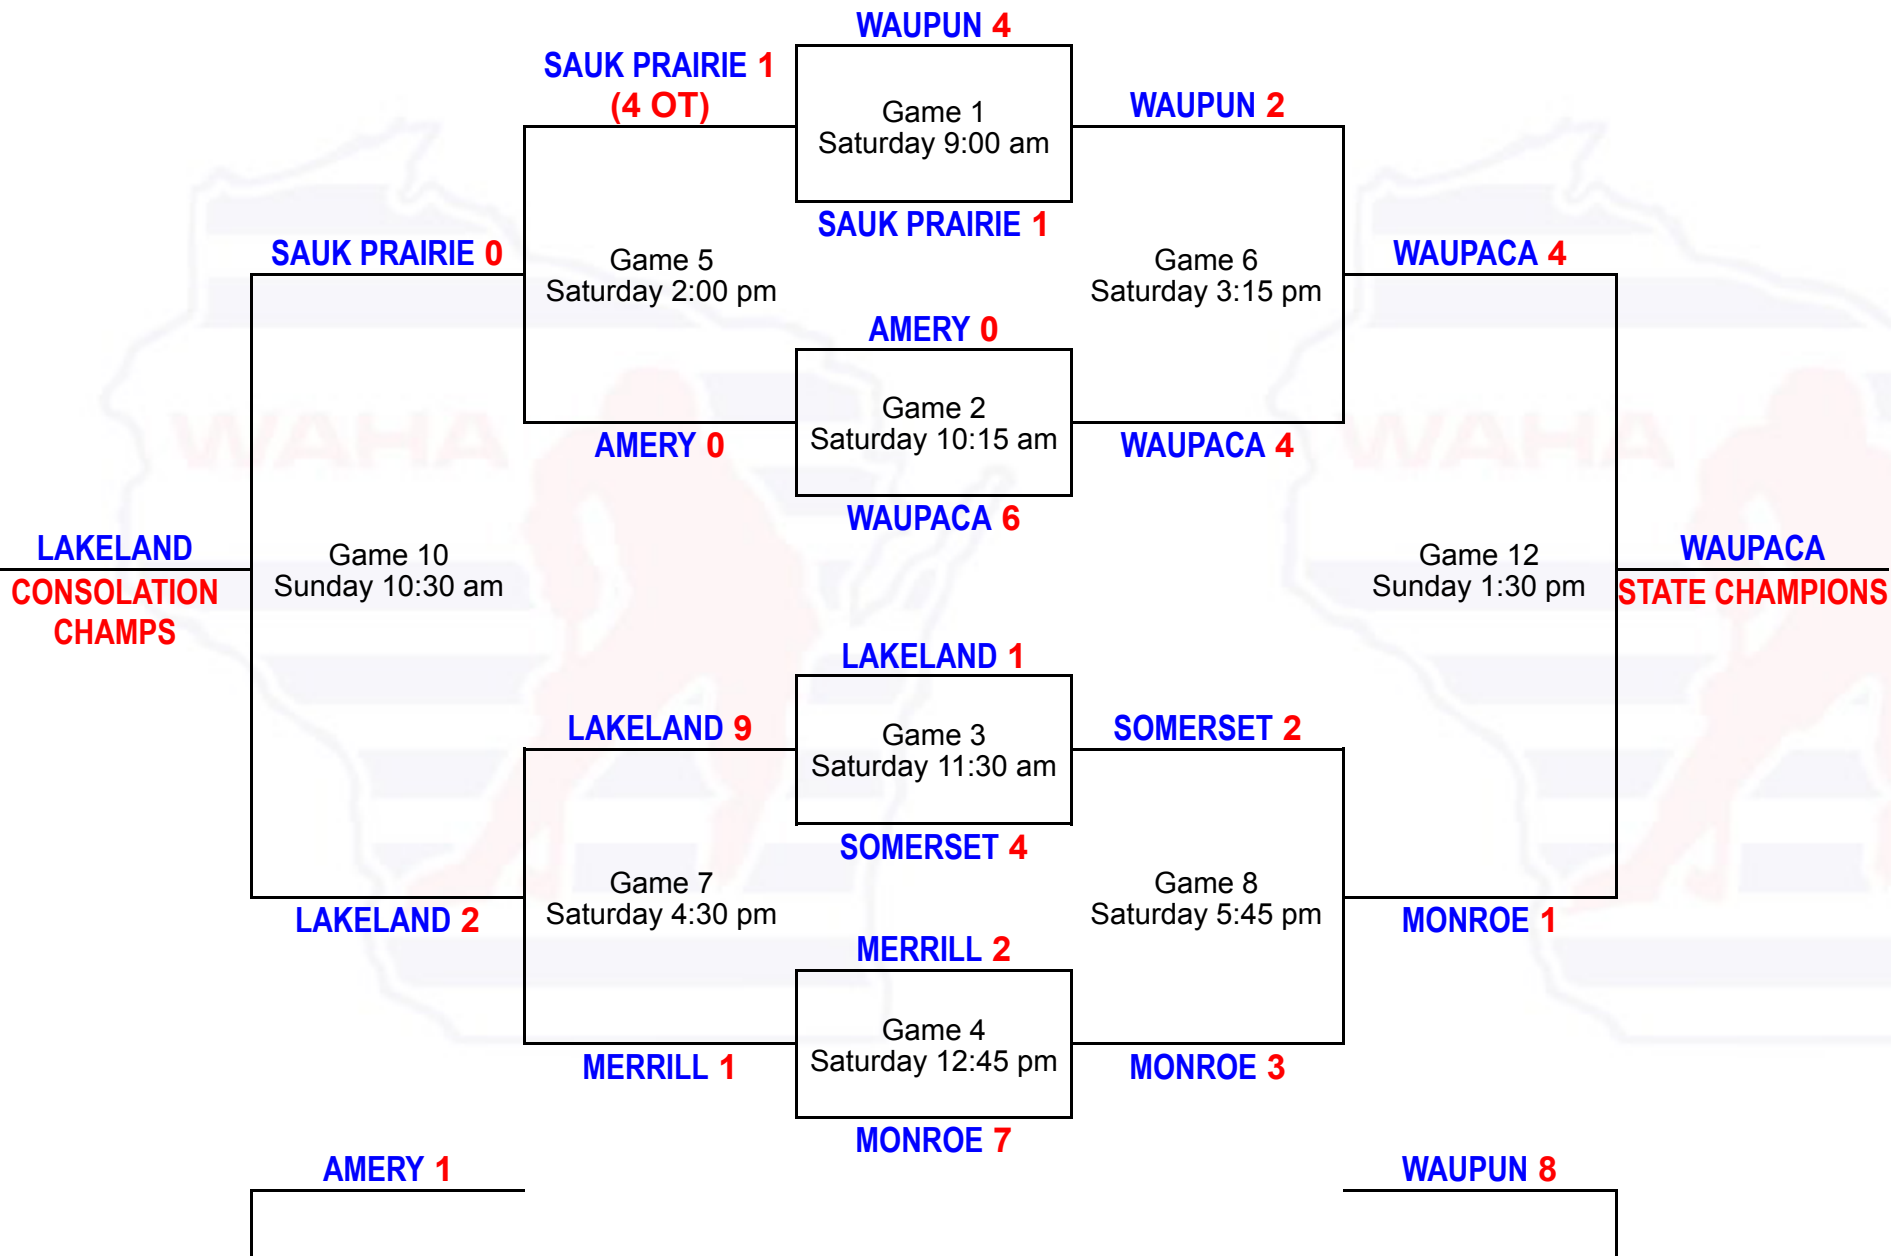 WAUPUN 4
SAUK PRAIRIE 1
(4 OT)
Game 1
Saturday 9:00 am
WAUPUN 2
SAUK PRAIRIE 1
SAUK PRAIRIE 0
Game 5
Saturday 2:00 pm
Game 6
Saturday 3:15 pm
WAUPACA 4
AMERY 0
Game 2
Saturday 10:15 am
AMERY 0
WAUPACA 4
WAHA
WAHA
WAUPACA 6
LAKELAND
CONSOLATION
CHAMPS
Game 10
Sunday 10:30 am
Game 12
Sunday 1:30 pm
WAUPACA
STATE CHAMPIONS
LAKELAND 1
LAKELAND 9
Game 3
Saturday 11:30 am
SOMERSET 2
SOMERSET 4
LAKELAND 2
Game 7
Saturday 4:30 pm
Game 8
Saturday 5:45 pm
MONROE 1
MERRILL 2
Game 4
Saturday 12:45 pm
MERRILL 1
MONROE 3
MONROE 7
AMERY 1
WAUPUN 8